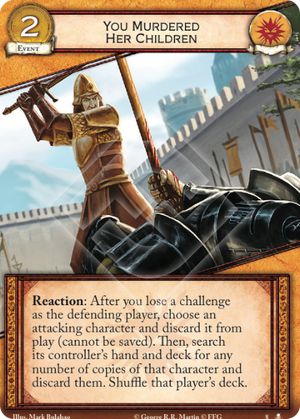 2
Event
You Murdered
Her Children
Reaction: After you lose a challenge
as the defending player, choose an
attacking character and discard it from
play (cannot be saved). Then, search
its controller's hand and deck for any
number of copies of that character and
discard them. Shuffle that player's deck.
Illus. Mark Bulahao © George R.R. Martin © FFG